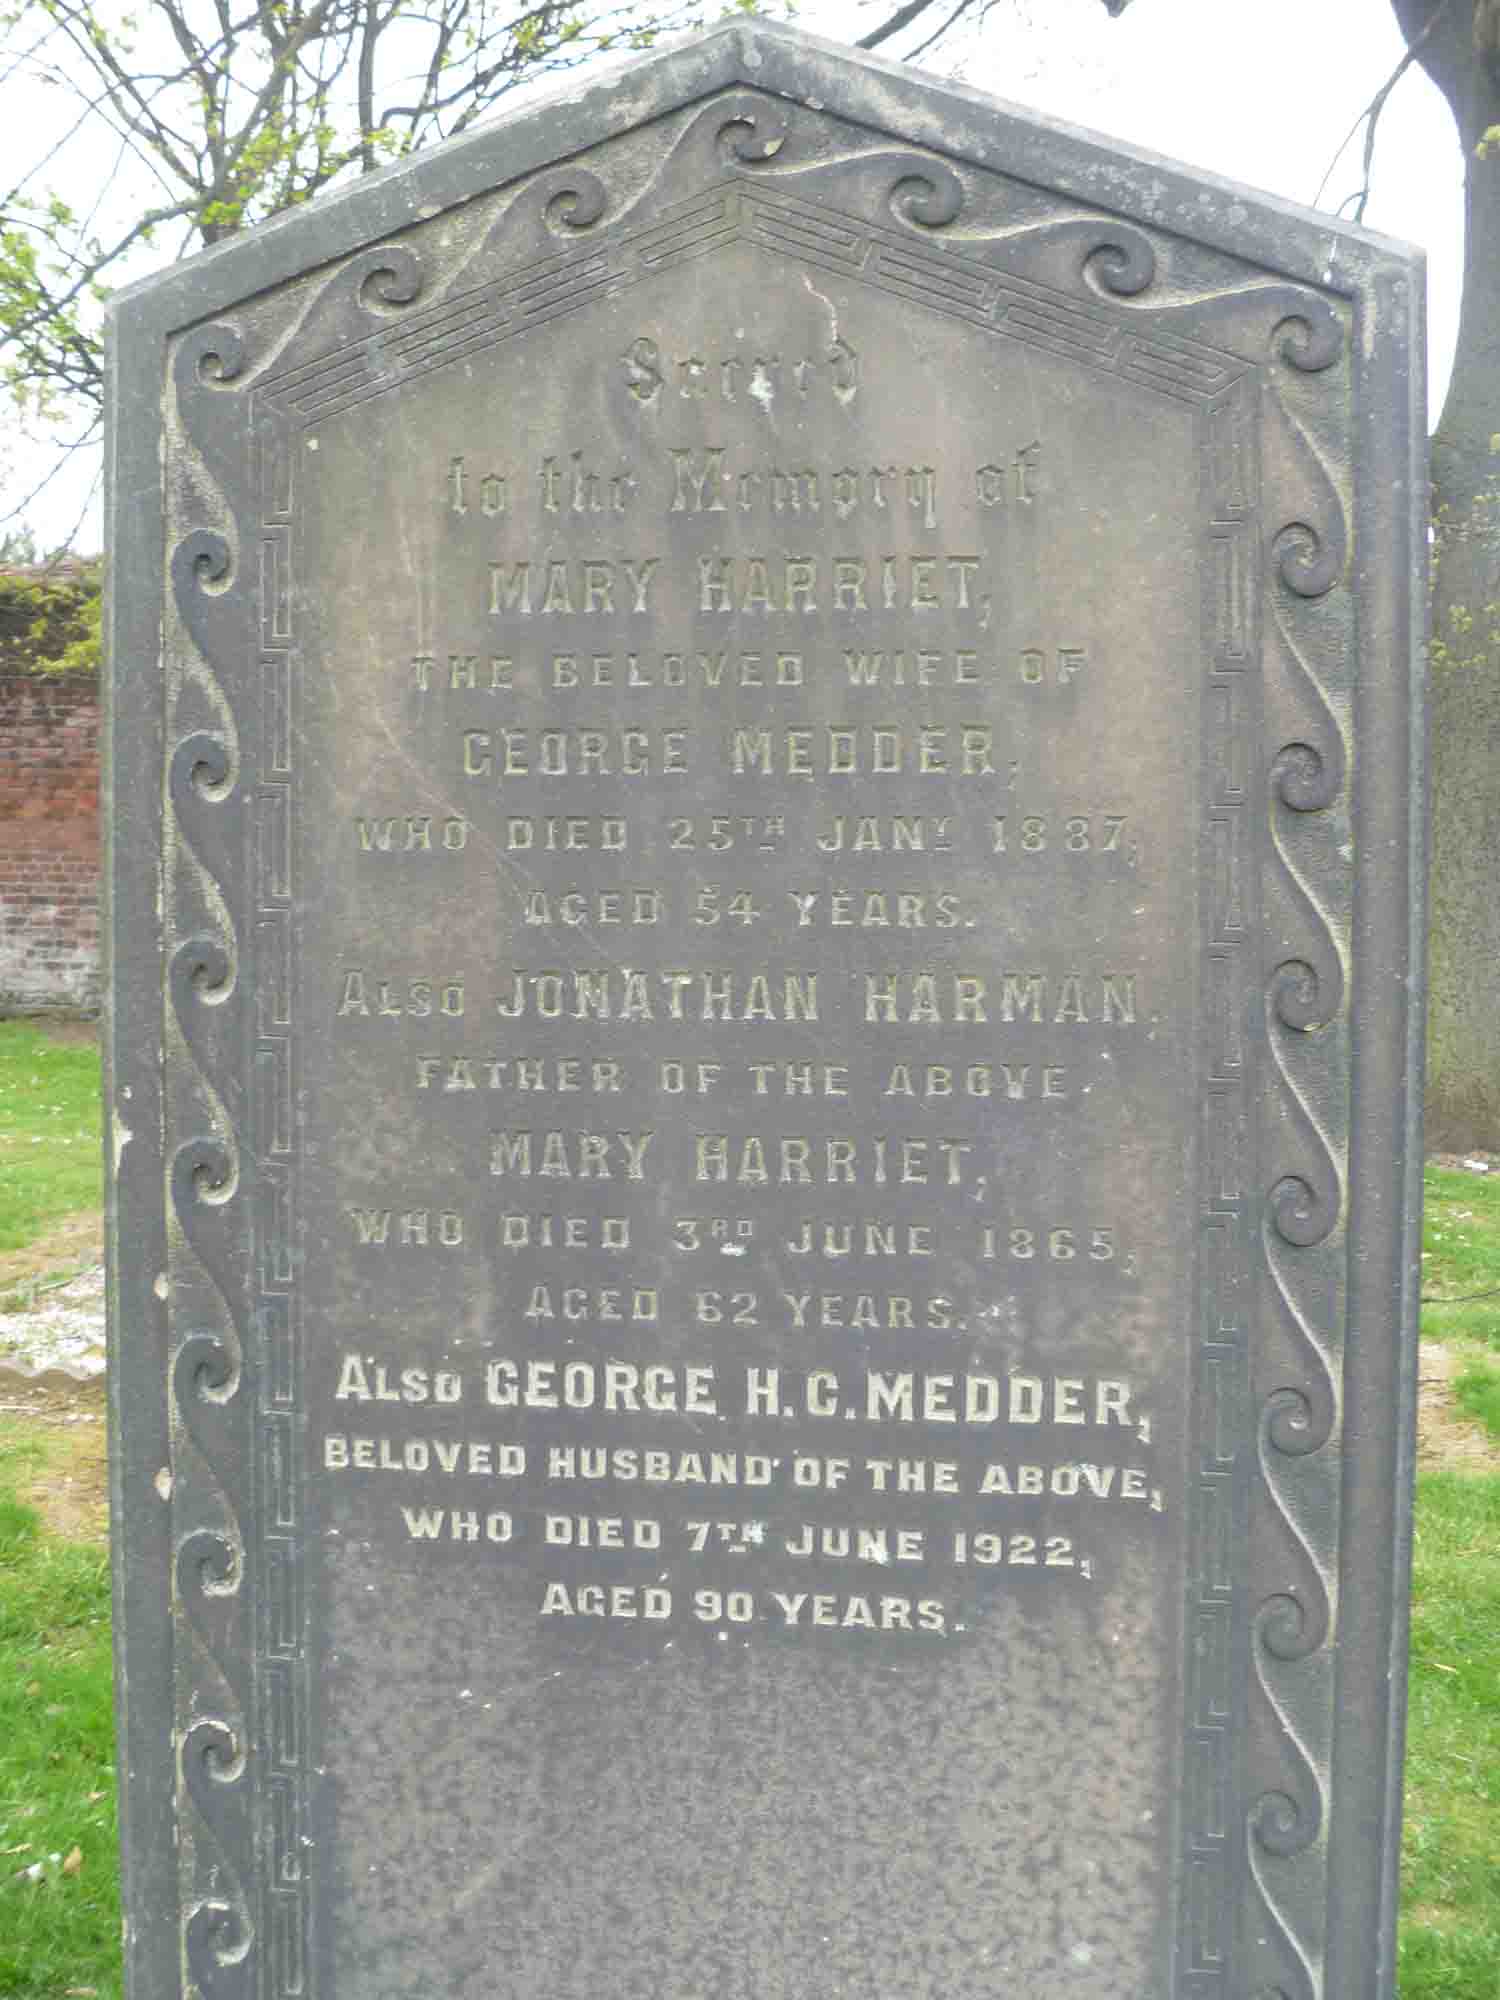 Sacred
to the Memory of
MARY HARRIET,
THE BELOVED WIFE OF
GEORGE MEDDER,
WHO DIED 25TH JANY 1887,
AGED 54 YEARS.
ALSO JONATHAN HARMAN,
FATHER OF THE ABOVE
MARY HARRIET,
WHO DIED 3RD JUNE 1865,
AGED 62 YEARS.
ALSO GEORGE H.C. MEDDER,
BELOVED HUSBAND OF THE ABOVE,
WHO DIED 7TH JUNE 1922,
AGED 90 YEARS.